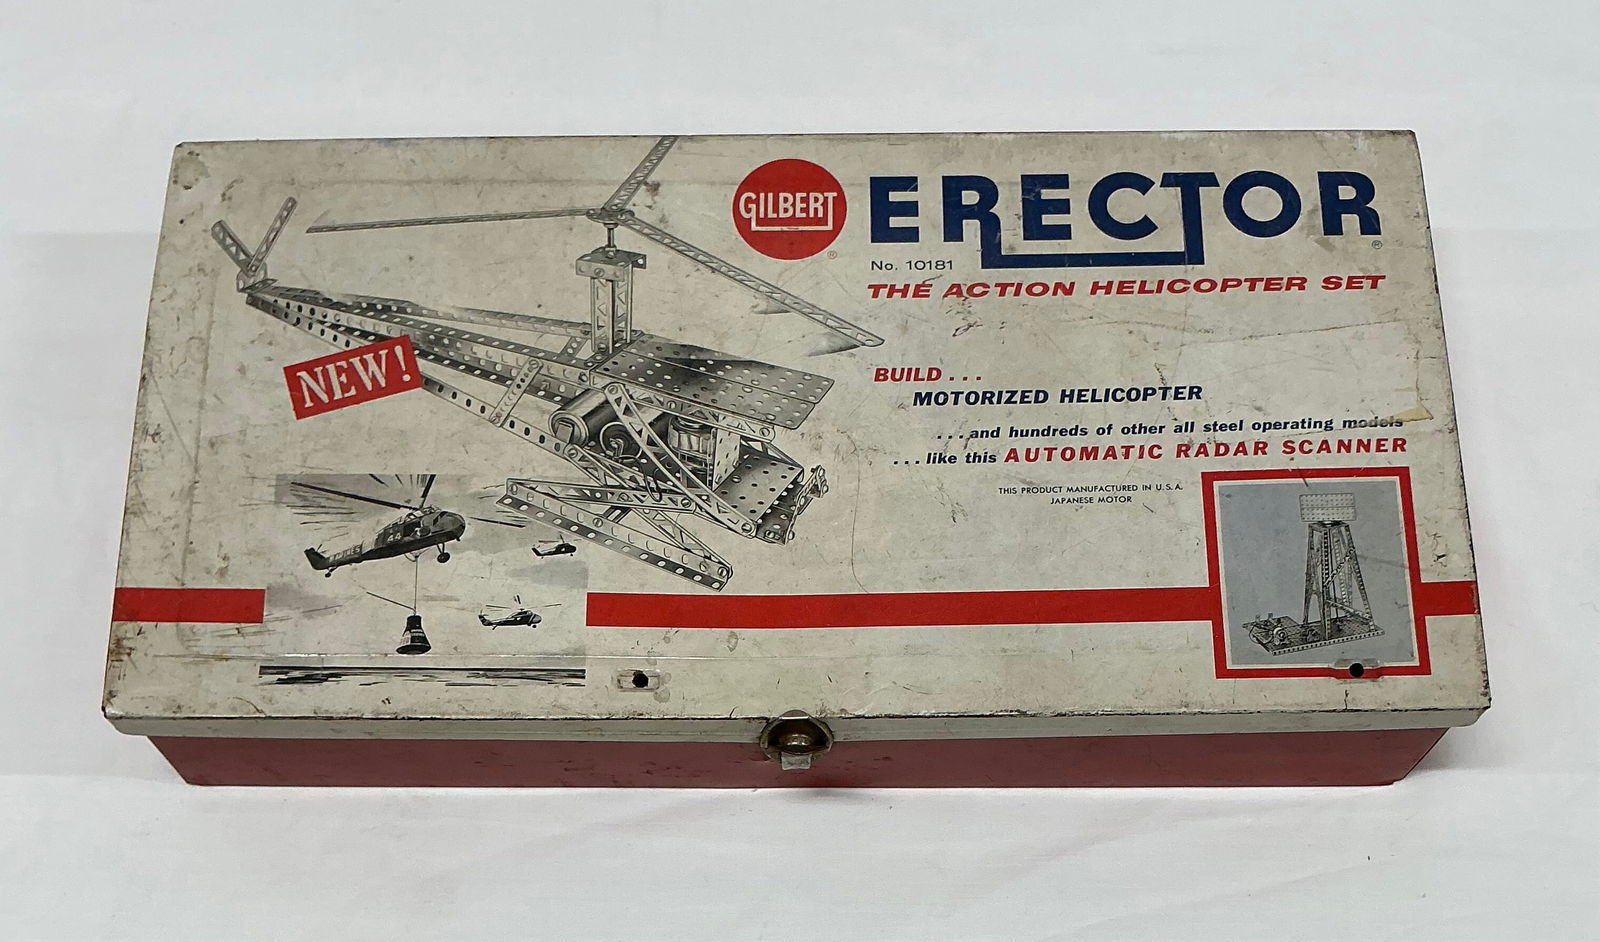 GILBERT
®
ERECTOR
®
No. 10181
THE ACTION HELICOPTER SET
NEW!
BUILD...
MOTORIZED HELICOPTER
...and hundreds of other all steel operating models
...like this AUTOMATIC RADAR SCANNER
THIS PRODUCT MANUFACTURED IN U.S.A.
JAPANESE MOTOR
44